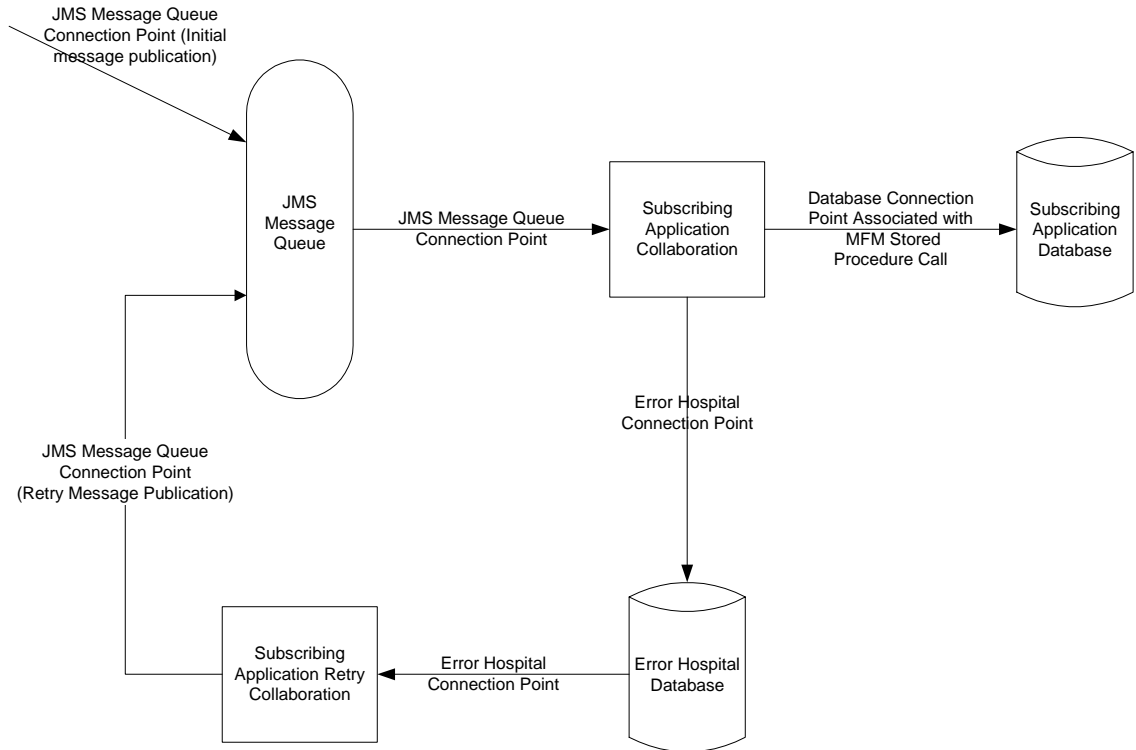 JMS Message Queue
Connection Point (Initial
message publication)
JMS
Message
Queue
JMS Message Queue
Connection Point
Subscribing
Application
Collaboration
Database Connection
Point Associated with
MFM Stored
Procedure Call
Subscribing
Application
Database
Error Hospital
Connection Point
JMS Message Queue
Connection Point
(Retry Message Publication)
Subscribing
Application Retry
Collaboration
Error Hospital
Connection Point
Error Hospital
Database